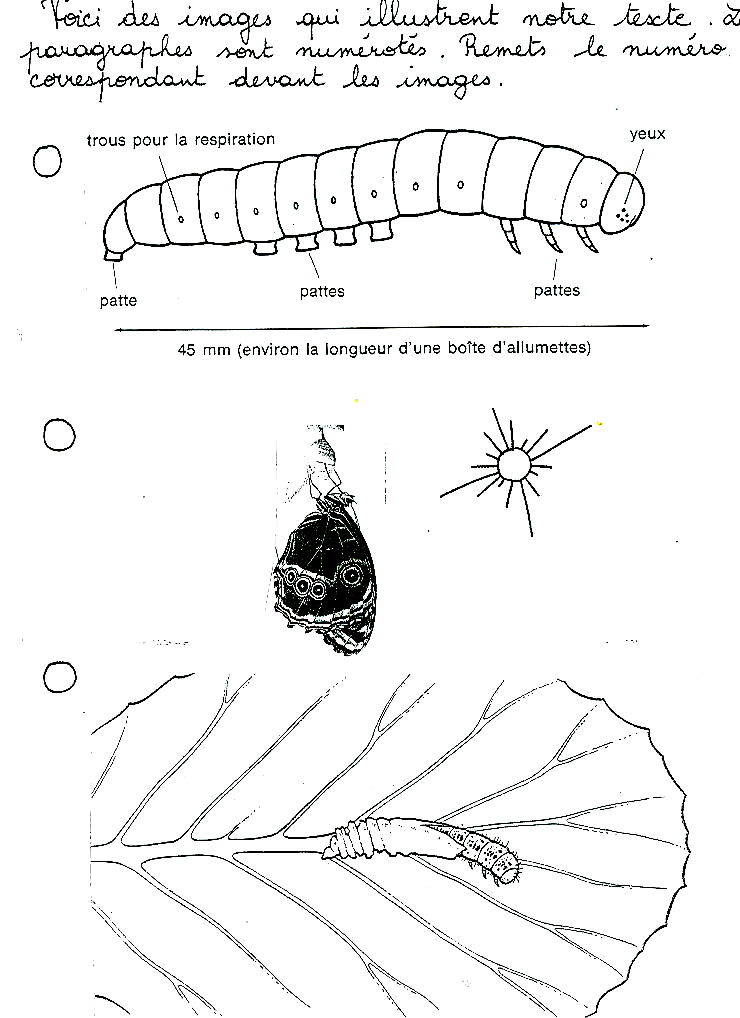 Voici des images qui illustrent notre texte.
paragraphes sont numérotés. Remets le numéro
correspondant devant les images.
trous pour la respiration
yeux
patte
pattes
pattes
45 mm (environ la longueur d'une boîte d'allumettes)